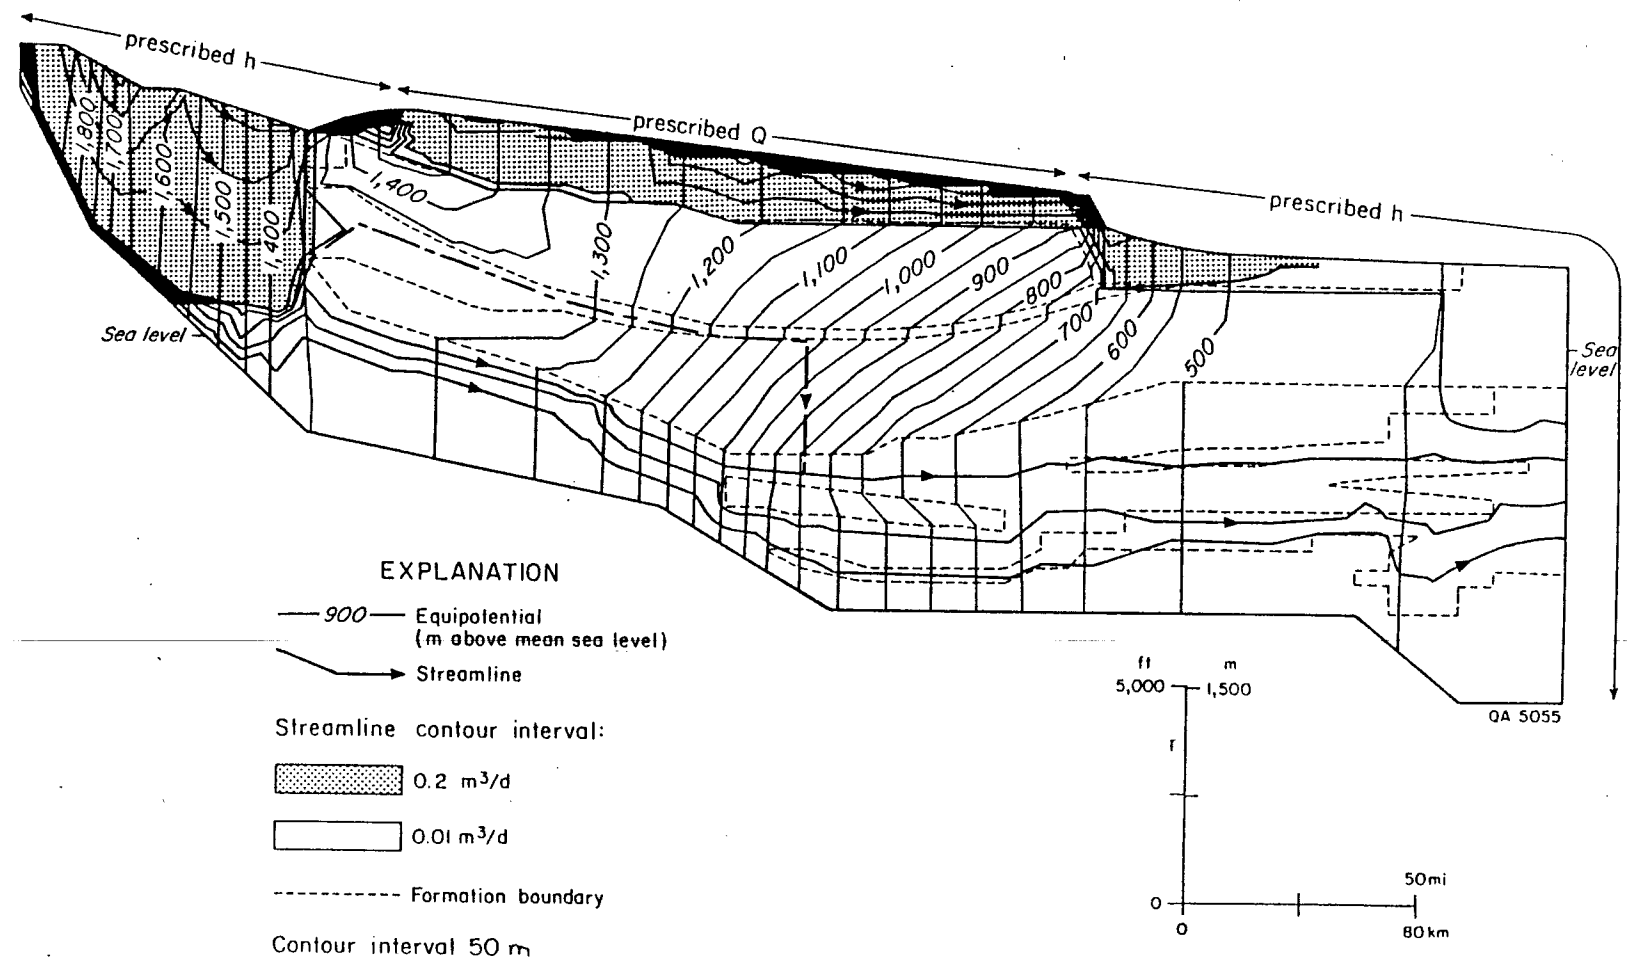 prescribed h
prescribed Q
prescribed h
1,800
1,700
1,600
1,500
1,400
1,400
1,300
1,200
1,100
1,000
900
800
700
600
500
Sea level
Sea
level
EXPLANATION
900 Equipotential
(m above mean sea level)
Streamline
Streamline contour interval:
0.2 m³/d
0.01 m³/d
Formation boundary
Contour interval 50 m
ft m
5,000 1,500
0
0
50mi
80 km
QA 5055